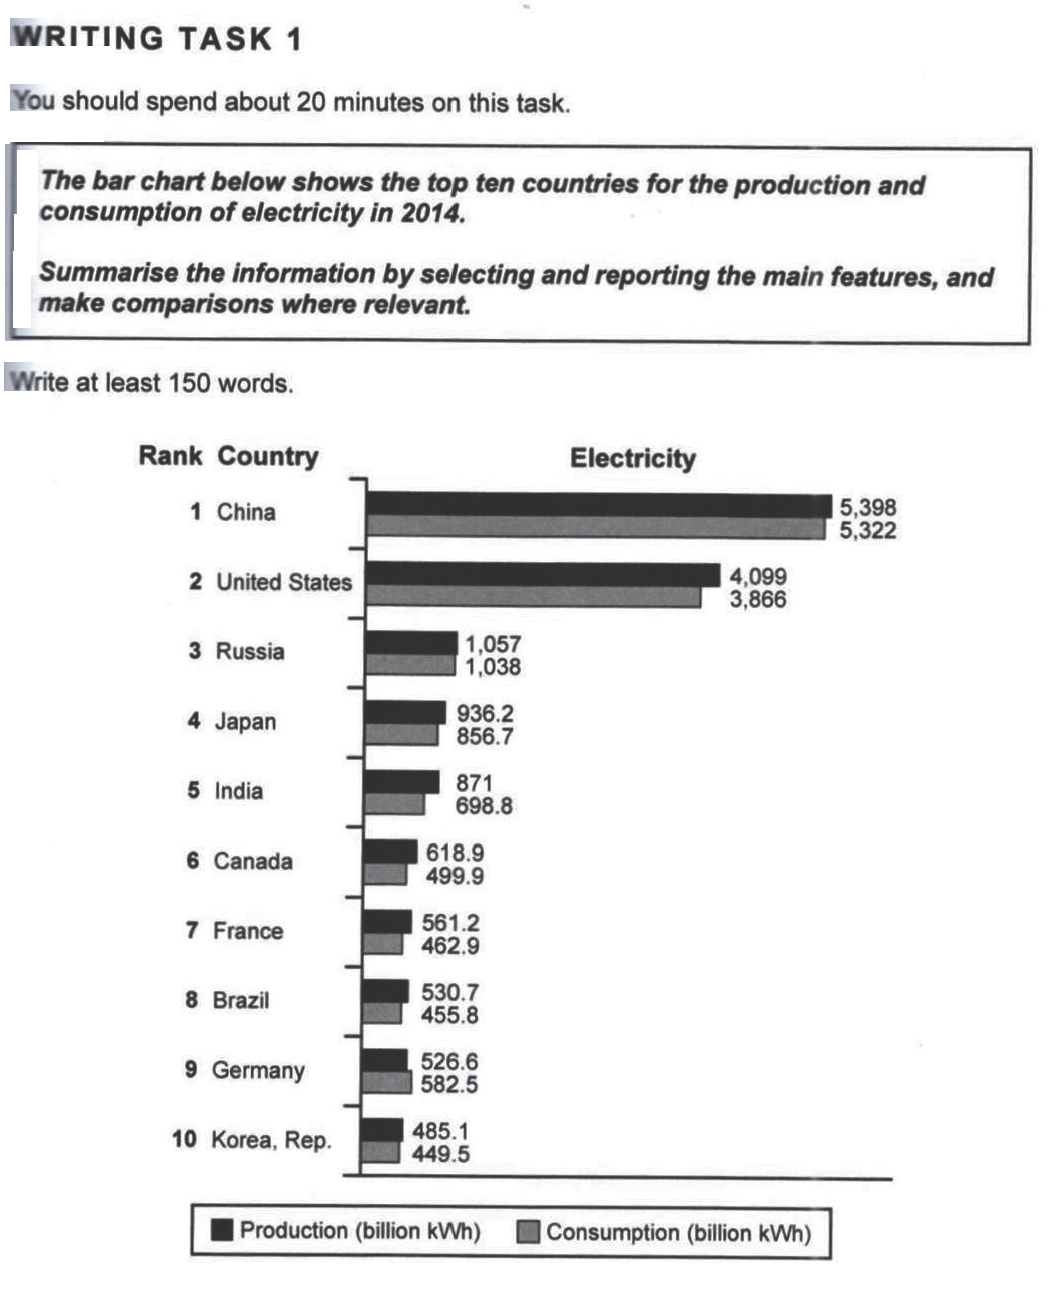 WRITING TASK 1
You should spend about 20 minutes on this task.
The bar chart below shows the top ten countries for the production and
consumption of electricity in 2014.
Summarise the information by selecting and reporting the main features, and
make comparisons where relevant.
Write at least 150 words.
Rank Country Electricity
1 China 5,398
5,322
2 United States 4,099
3,866
3 Russia 1,057
1,038
4 Japan 936.2
856.7
5 India 871
698.8
6 Canada 618.9
499.9
7 France 561.2
462.9
8 Brazil 530.7
455.8
9 Germany 526.6
582.5
10 Korea, Rep. 485.1
449.5
Production (billion kWh) Consumption (billion kWh)